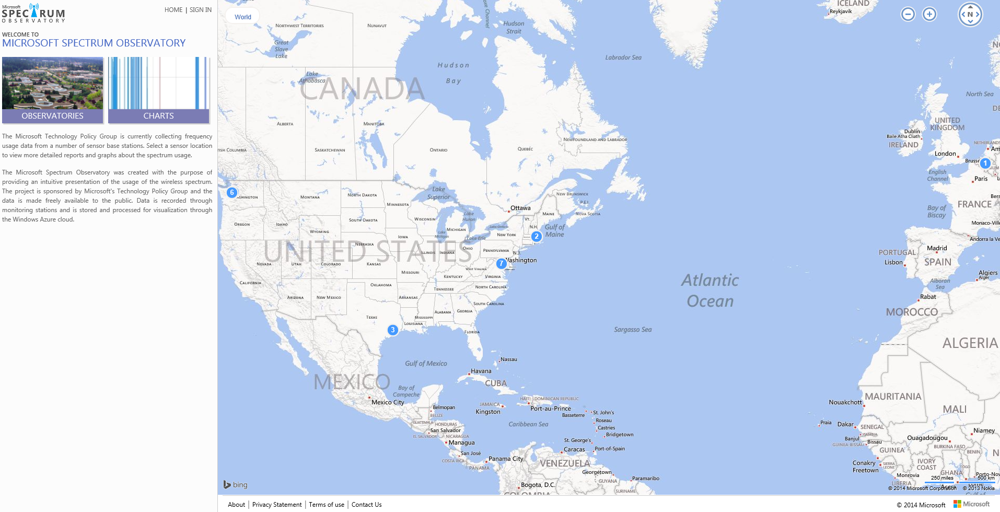 Microsoft
SPECTRUM
OBSERVATORY
HOME | SIGN IN
WELCOME TO
MICROSOFT SPECTRUM OBSERVATORY
OBSERVATORIES
CHARTS
The Microsoft Technology Policy Group is currently collecting frequency
usage data from a number of sensor base stations. Select a sensor location
to view more detailed reports and graphs about the spectrum usage.
The Microsoft Spectrum Observatory was created with the purpose of
providing an intuitive presentation of the usage of the wireless spectrum.
The project is sponsored by Microsoft's Technology Policy Group and the
data is made freely available to the public. Data is recorded through
monitoring stations and is stored and processed for visualization through
the Windows Azure cloud.
World
ICELAND
Reykjavík
N
NORTHWEST TERRITORIES
NUNAVUT
Hudson
Strait
Great
Slave
Lake
Labrador Sea
Hudson
Bay
Lake
Athabasca
CANADA
North Sea
ALBERTA
MANITOBA
UNITED
KINGDOM
Dublin
Baile Atha Cliath
IRELAND
NEWFOUNDLAND AND LABRADOR
NETHERLANDS
TISH COLUMBIA
SASKATCHEWAN
ONTARIO
QUEBÉC
London
Am
Brusse
1
English
Channel
Paris
6
SHINGTON
MONTANA
NORTH DAKOTA
MINNESOTA
Lake
Superior
NEW BRUNSWICK
P.E.I.
Bern
FRANCE
Ottawa
MAINE
NOVA SCOTIA
Bay of
Biscay
OREGON
IDAHO
WYOMING
SOUTH DAKOTA
WISCONSIN
Lake
Huron
MICHIGAN
VT.
N.H.
Gulf of
Maine
Monaco-Ville
Lake
Michigan
Lake Ontario
NEW YORK
2
IOWA
Lake Erie
Andorra la Ve
UNITED STATES
NEBRASKA
ILLINOIS
INDIANA
OHIO
PENNSYLVANIA
N.J.
PORTUGAL
Madrid
SPAIN
Lisbon
NEVADA
UTAH
COLORADO
KANSAS
MISSOURI
WEST VIRGINIA
7
Washington
KENTUCKY
VIRGINIA
Algiers
Alger
Alboran
Sea
CALIFORNIA
OKLAHOMA
TENNESSEE
NORTH CAROLINA
Atlantic
Ocean
ARIZONA
NEW MEXICO
ARKANSAS
SOUTH CAROLINA
Rabat
MOROCCO
TEXAS
MISSISSIPPI
ALABAMA
GEORGIA
LOUISIANA
3
FLORIDA
Sargasso Sea
ALGERIA
Gulf of Mexico
Nassau
Havana
CUBA
MEXICO
Bay of
Campeche
Mexico City
HAITI
DOMINICAN REPUBLIC
JAMAICA
Kingston
Port-au-Prince
Basseterre
St. John's
Roseau
Castries
Bridgetown
Belmopan
BELIZE
GUATEMALA
HONDURAS
Caribbean Sea
EL SALVADOR
San Salvador
NICARAGUA
Managua
St. George's
Port-of-Spain
San José
COSTA RICA
Panama City
PANAMA
Caracas
VENEZUELA
Georgetown
GUYANA
Paramaribo
SURINAME
Bogota, D.C.
COLOMBIA
Nouakchott
MAURITANIA
MALI
Praia
Dakar
SENEGAL
Banjul
GAMBIA
Bissau
GUINEA-BISSAU
GUINEA
Ouagadougou
BURKINA FASO
Niamey
BENIN
Conakry
Freetown
SIERRA
LEONE
IVORY
COAST
TOGO
GHANA
Monrovia
LIBERIA
Porto-Nov
Accra
Lome
250 miles
500 km
© 2014 Microsoft Corporation
© 2013 Nokia
bing
About | Privacy Statement | Terms of use | Contact Us
© 2014 Microsoft
Microsoft